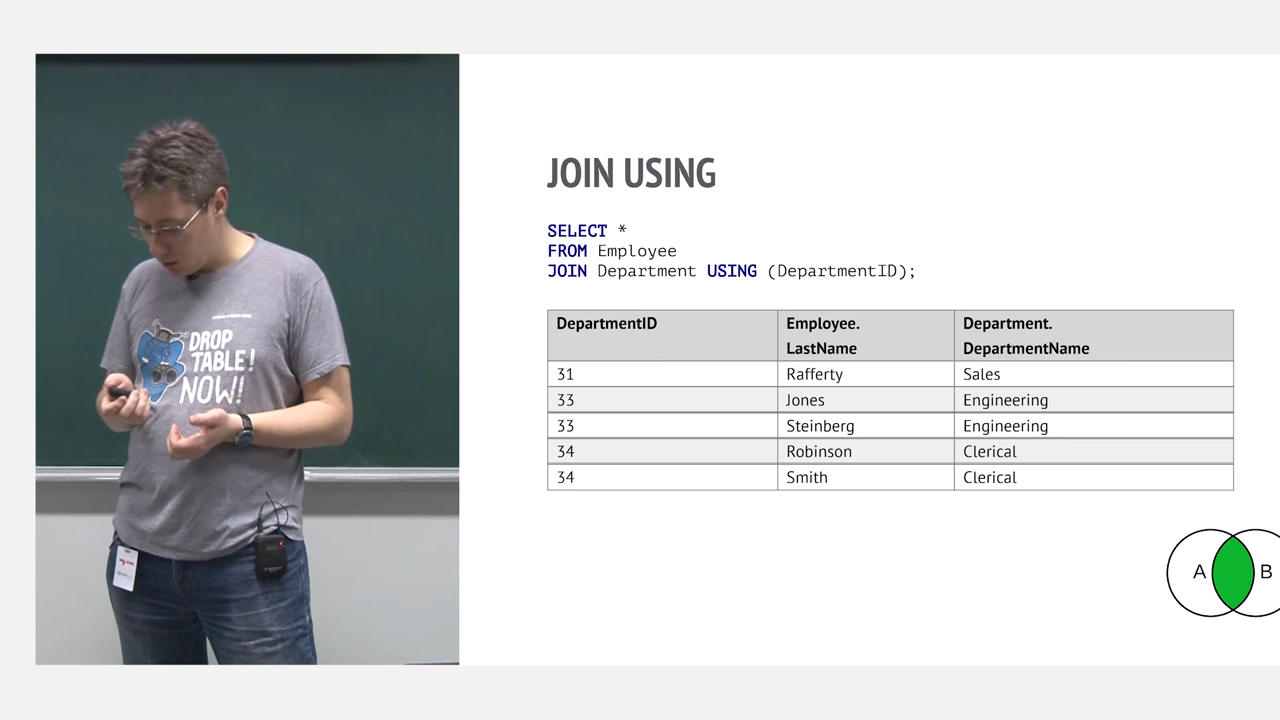 DROP
TABLE!
NOW!!
JOIN USING
SELECT *
FROM Employee
JOIN Department USING (DepartmentID);
DepartmentID Employee. LastName Department. DepartmentName
31 Rafferty Sales
33 Jones Engineering
33 Steinberg Engineering
34 Robinson Clerical
34 Smith Clerical
A B